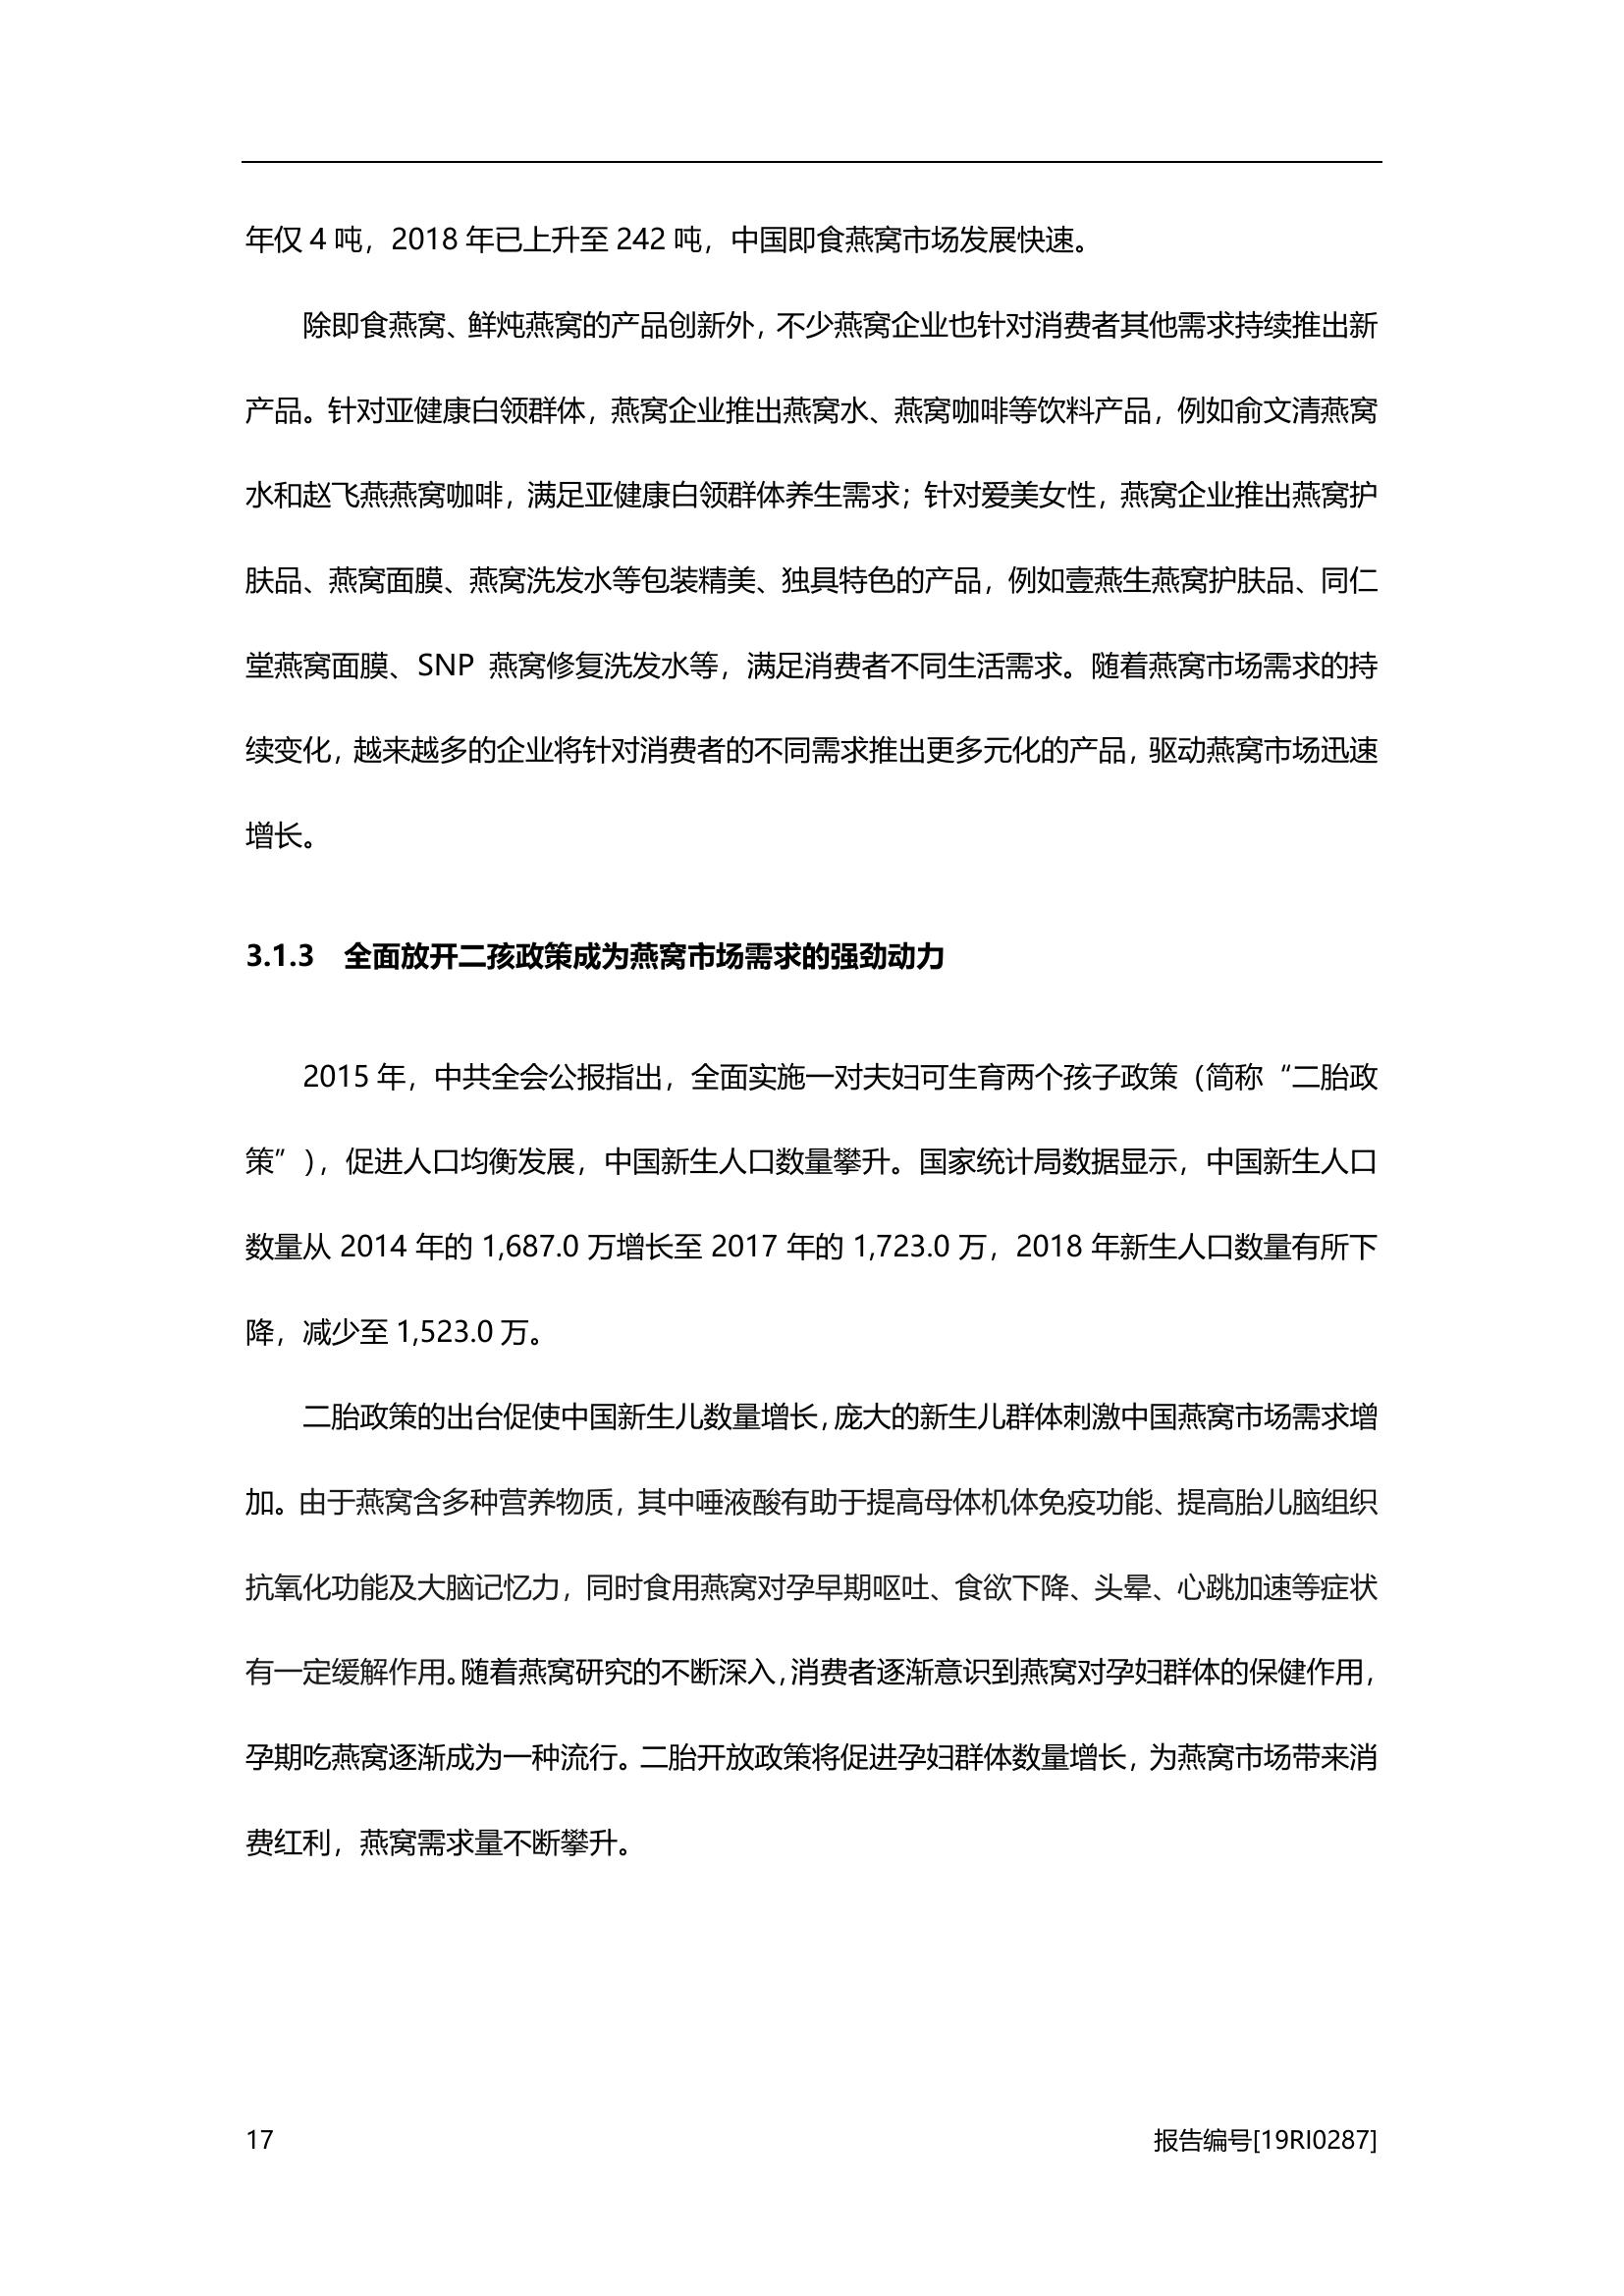 年仅 4 吨，2018 年已上升至 242 吨，中国即食燕窝市场发展快速。
除即食燕窝、鲜炖燕窝的产品创新外，不少燕窝企业也针对消费者其他需求持续推出新
产品。针对亚健康白领群体，燕窝企业推出燕窝水、燕窝咖啡等饮料产品，例如俞文清燕窝
水和赵飞燕燕窝咖啡，满足亚健康白领群体养生需求；针对爱美女性，燕窝企业推出燕窝护
肤品、燕窝面膜、燕窝洗发水等包装精美、独具特色的产品，例如壹燕生燕窝护肤品、同仁
堂燕窝面膜、SNP 燕窝修复洗发水等，满足消费者不同生活需求。随着燕窝市场需求的持
续变化，越来越多的企业将针对消费者的不同需求推出更多元化的产品，驱动燕窝市场迅速
增长。
3.1.3 全面放开二孩政策成为燕窝市场需求的强劲动力
2015 年，中共全会公报指出，全面实施一对夫妇可生育两个孩子政策（简称“二胎政
策”），促进人口均衡发展，中国新生人口数量攀升。国家统计局数据显示，中国新生人口
数量从 2014 年的 1,687.0 万增长至 2017 年的 1,723.0 万，2018 年新生人口数量有所下
降，减少至 1,523.0 万。
二胎政策的出台促使中国新生儿数量增长，庞大的新生儿群体刺激中国燕窝市场需求增
加。由于燕窝含多种营养物质，其中唾液酸有助于提高母体机体免疫功能、提高胎儿脑组织
抗氧化功能及大脑记忆力，同时食用燕窝对孕早期呕吐、食欲下降、头晕、心跳加速等症状
有一定缓解作用。随着燕窝研究的不断深入，消费者逐渐意识到燕窝对孕妇群体的保健作用，
孕期吃燕窝逐渐成为一种流行。二胎开放政策将促进孕妇群体数量增长，为燕窝市场带来消
费红利，燕窝需求量不断攀升。
17 报告编号[19RI0287]